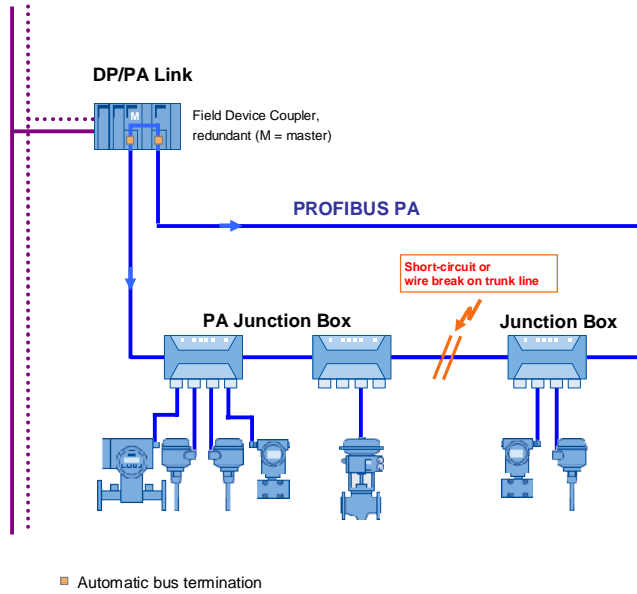 DP/PA Link
M
Field Device Coupler,
redundant (M = master)
PROFIBUS PA
Short-circuit or
wire break on trunk line
PA Junction Box
Junction Box
Automatic bus termination